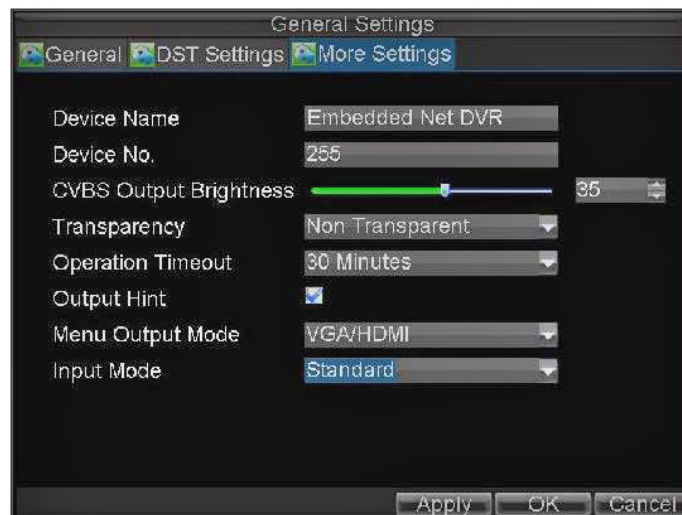 General Settings
General DST Settings More Settings
Device Name Embedded Net DVR
Device No. 255
CVBS Output Brightness 35
Transparency Non Transparent
Operation Timeout 30 Minutes
Output Hint
Menu Output Mode VGA/HDMI
Input Mode Standard
Apply OK Cancel